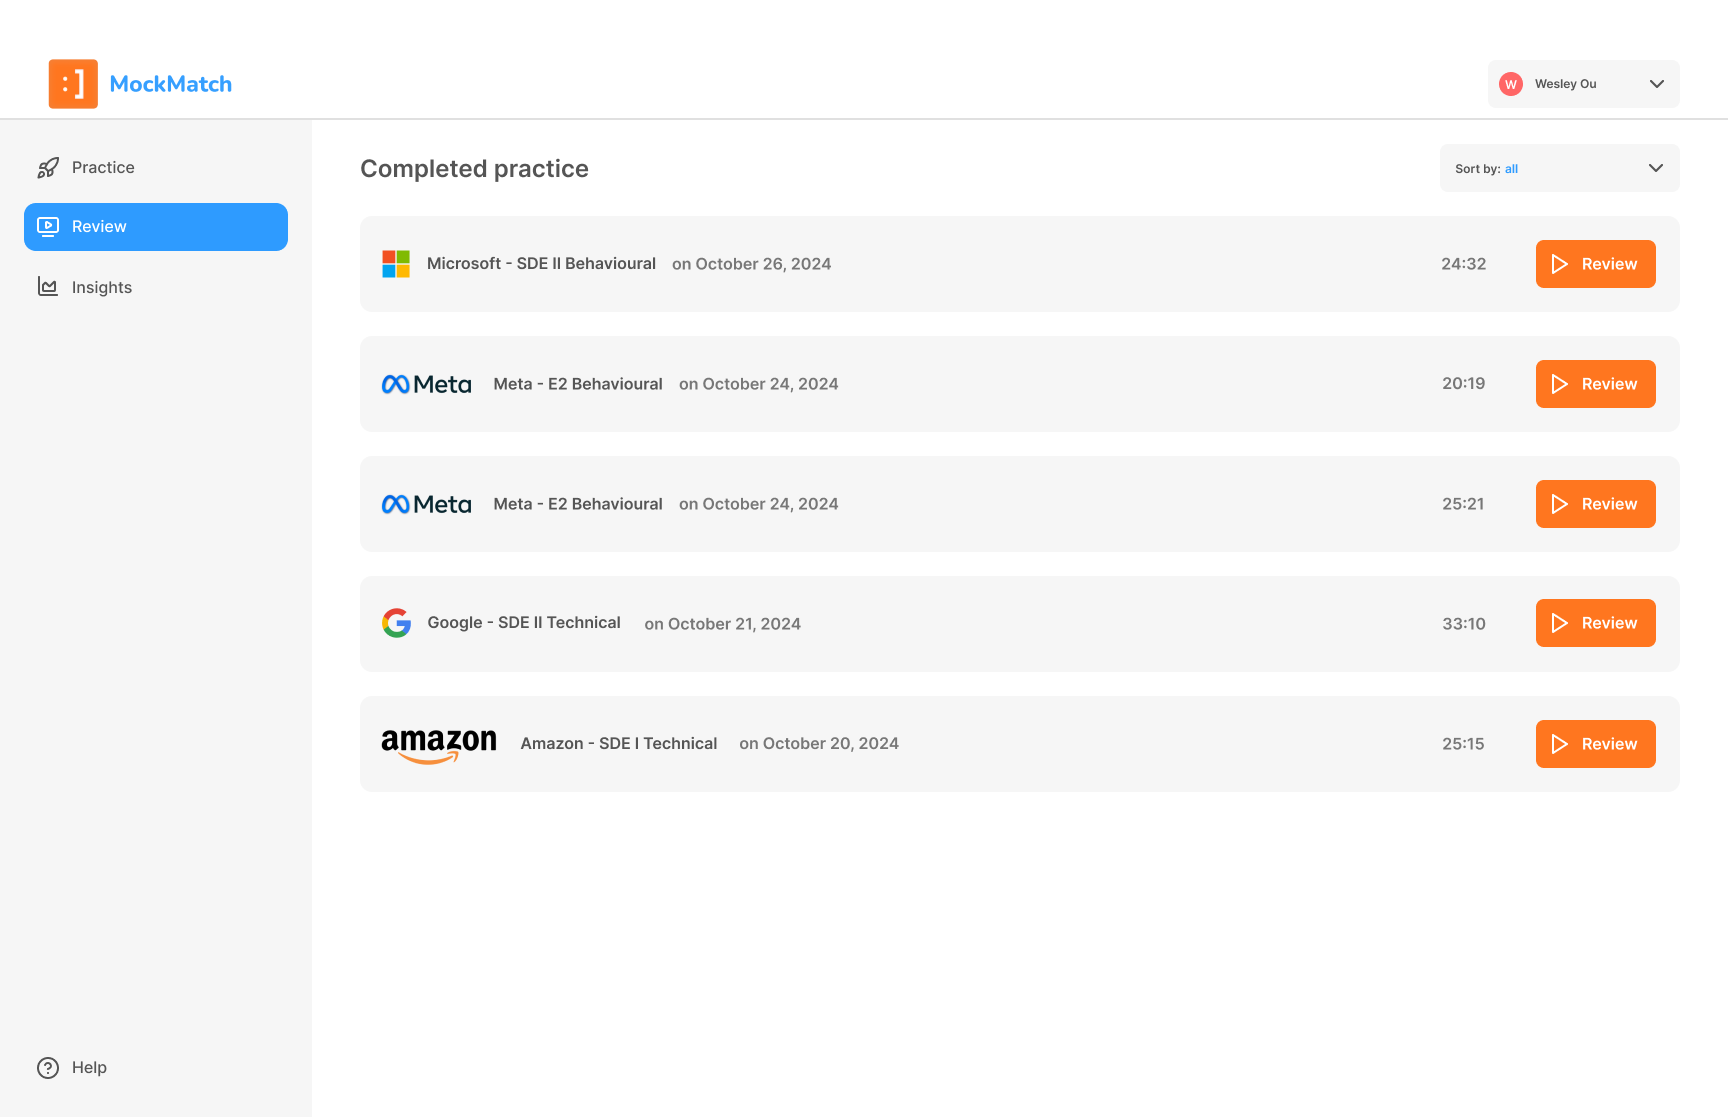 :] MockMatch
W Wesley Ou
Practice
Review
Insights
Help
Completed practice
Sort by: all
Microsoft - SDE II Behavioural on October 26, 2024 24:32 Review
Meta Meta - E2 Behavioural on October 24, 2024 20:19 Review
Meta Meta - E2 Behavioural on October 24, 2024 25:21 Review
Google - SDE II Technical on October 21, 2024 33:10 Review
amazon Amazon - SDE I Technical on October 20, 2024 25:15 Review